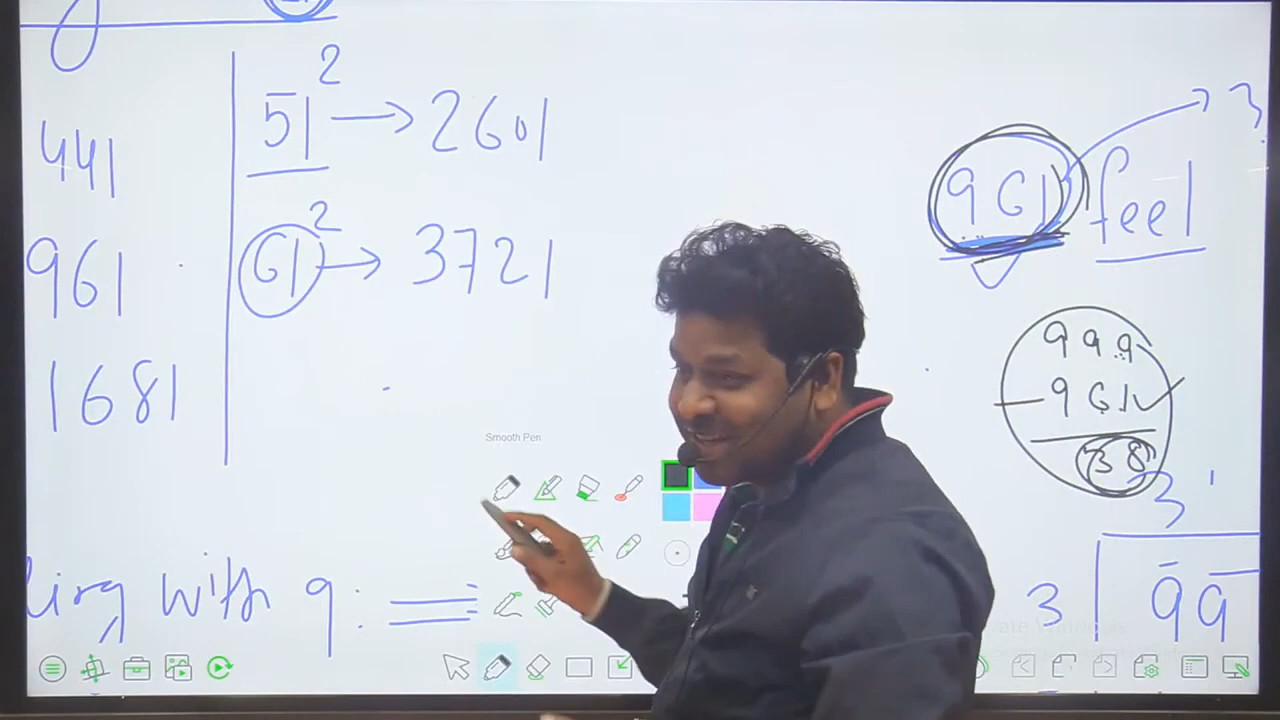 441
961
1681
51² → 2601
61² → 3721
961 feel
3
999
961
38
Smooth Pen
with 9:
3 1
3 99